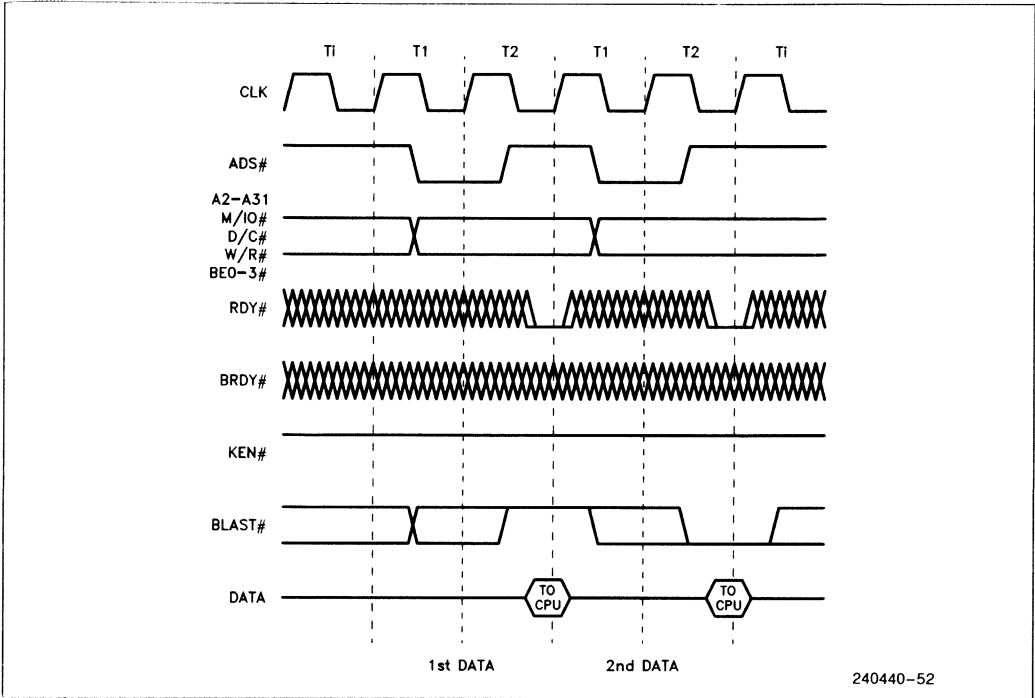 Ti T1 T2 T1 T2 Ti
CLK
ADS#
A2–A31
M/IO#
D/C#
W/R#
BE0–3#
RDY#
BRDY#
KEN#
BLAST#
DATA
TO
CPU
TO
CPU
1st DATA 2nd DATA
240440–52